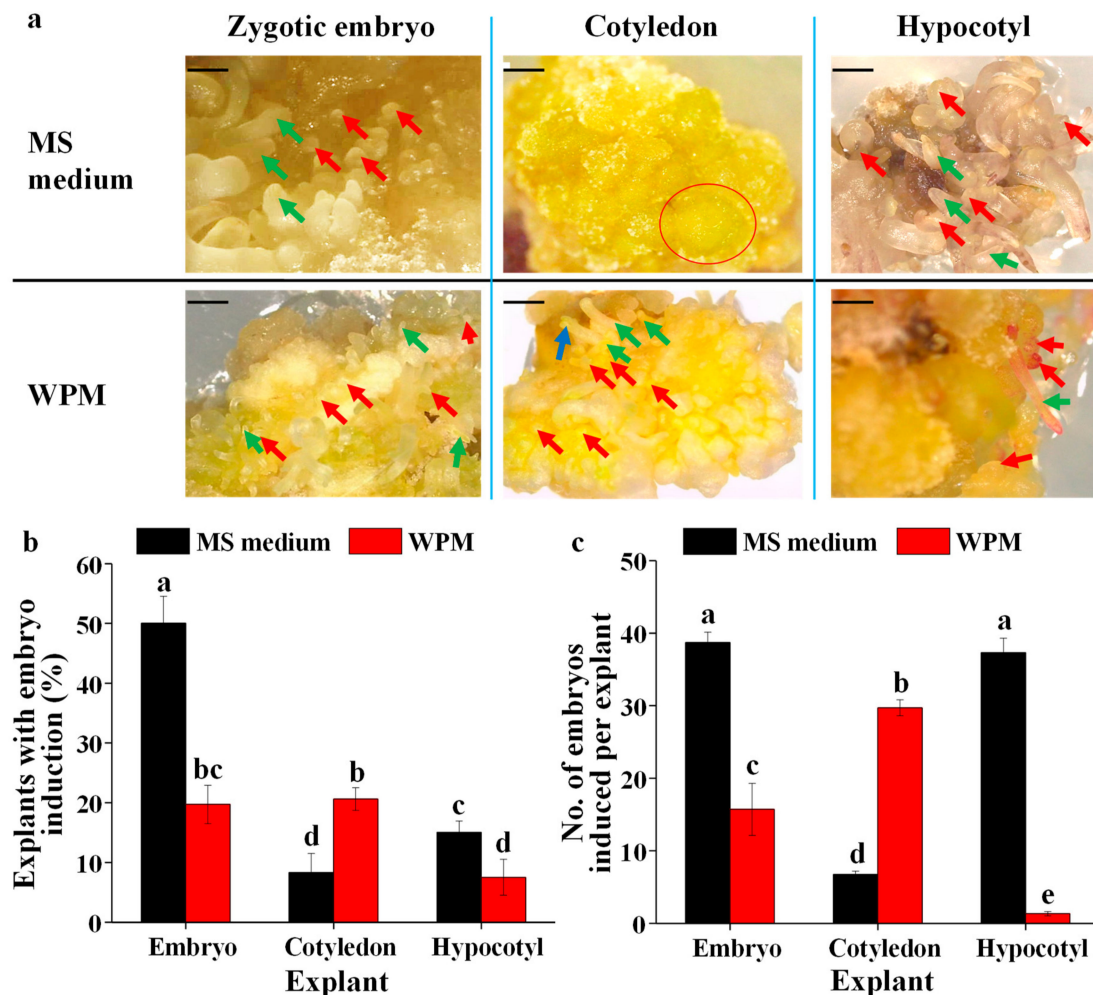 a
Zygotic embryo Cotyledon Hypocotyl
MS
medium
WPM
b
MS medium WPM
Explants with embryo
induction (%)
60
50
40
30
20
10
0
a
bc
d
b
c
d
Embryo Cotyledon Hypocotyl
Explant
c
MS medium WPM
No. of embryos
induced per explant
50
40
30
20
10
0
a
c
d
b
a
e
Embryo Cotyledon Hypocotyl
Explant